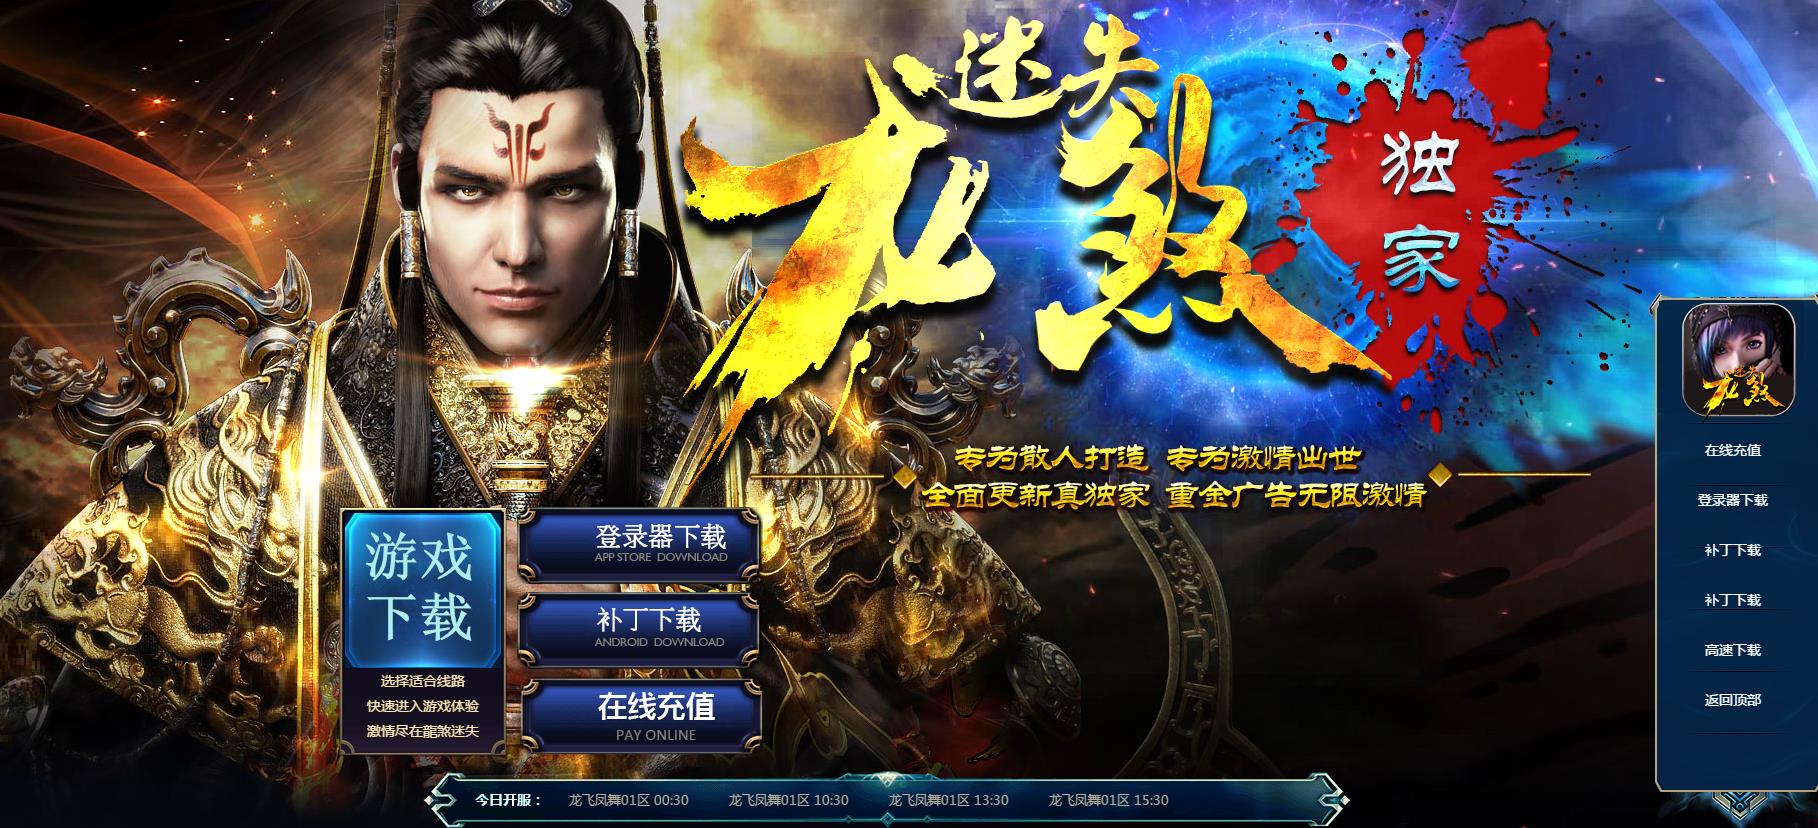 迷失
龙煞
独家
专为散人打造 专为激情出世
全面更新真独家 重金广告无限激情
游戏
下载
选择适合线路
快速进入游戏体验
激情尽在龍煞迷失
登录器下载
APP STORE DOWNLOAD
补丁下载
ANDROID DOWNLOAD
在线充值
PAY ONLINE
今日开服： 龙飞凤舞01区 00:30 龙飞凤舞01区 10:30 龙飞凤舞01区 13:30 龙飞凤舞01区 15:30
迷失
龙煞
在线充值
登录器下载
补丁下载
补丁下载
高速下载
返回顶部